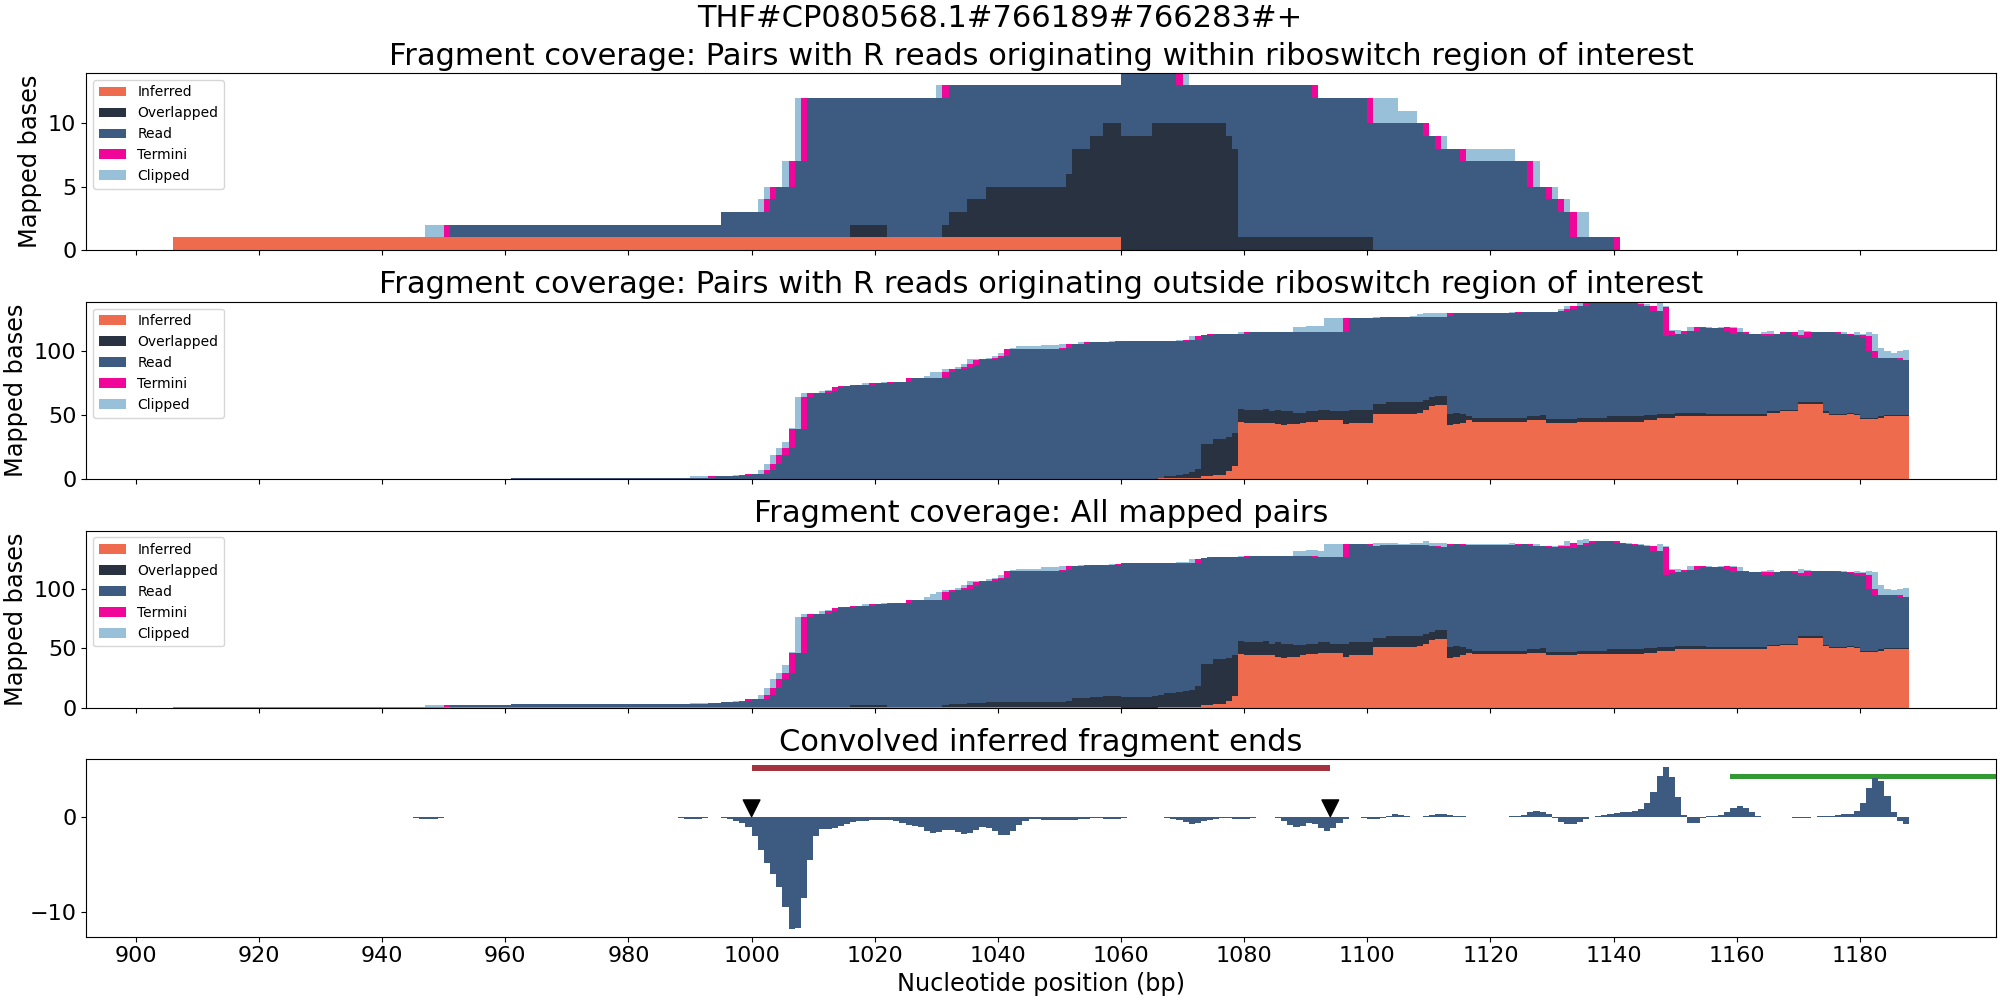 THF#CP080568.1#766189#766283#+
Fragment coverage: Pairs with R reads originating within riboswitch region of interest
Mapped bases
10
5
0
Inferred
Overlapped
Read
Termini
Clipped
Fragment coverage: Pairs with R reads originating outside riboswitch region of interest
Mapped bases
100
50
0
Inferred
Overlapped
Read
Termini
Clipped
Fragment coverage: All mapped pairs
Mapped bases
100
50
0
Inferred
Overlapped
Read
Termini
Clipped
Convolved inferred fragment ends
0
−10
900 920 940 960 980 1000 1020 1040 1060 1080 1100 1120 1140 1160 1180
Nucleotide position (bp)